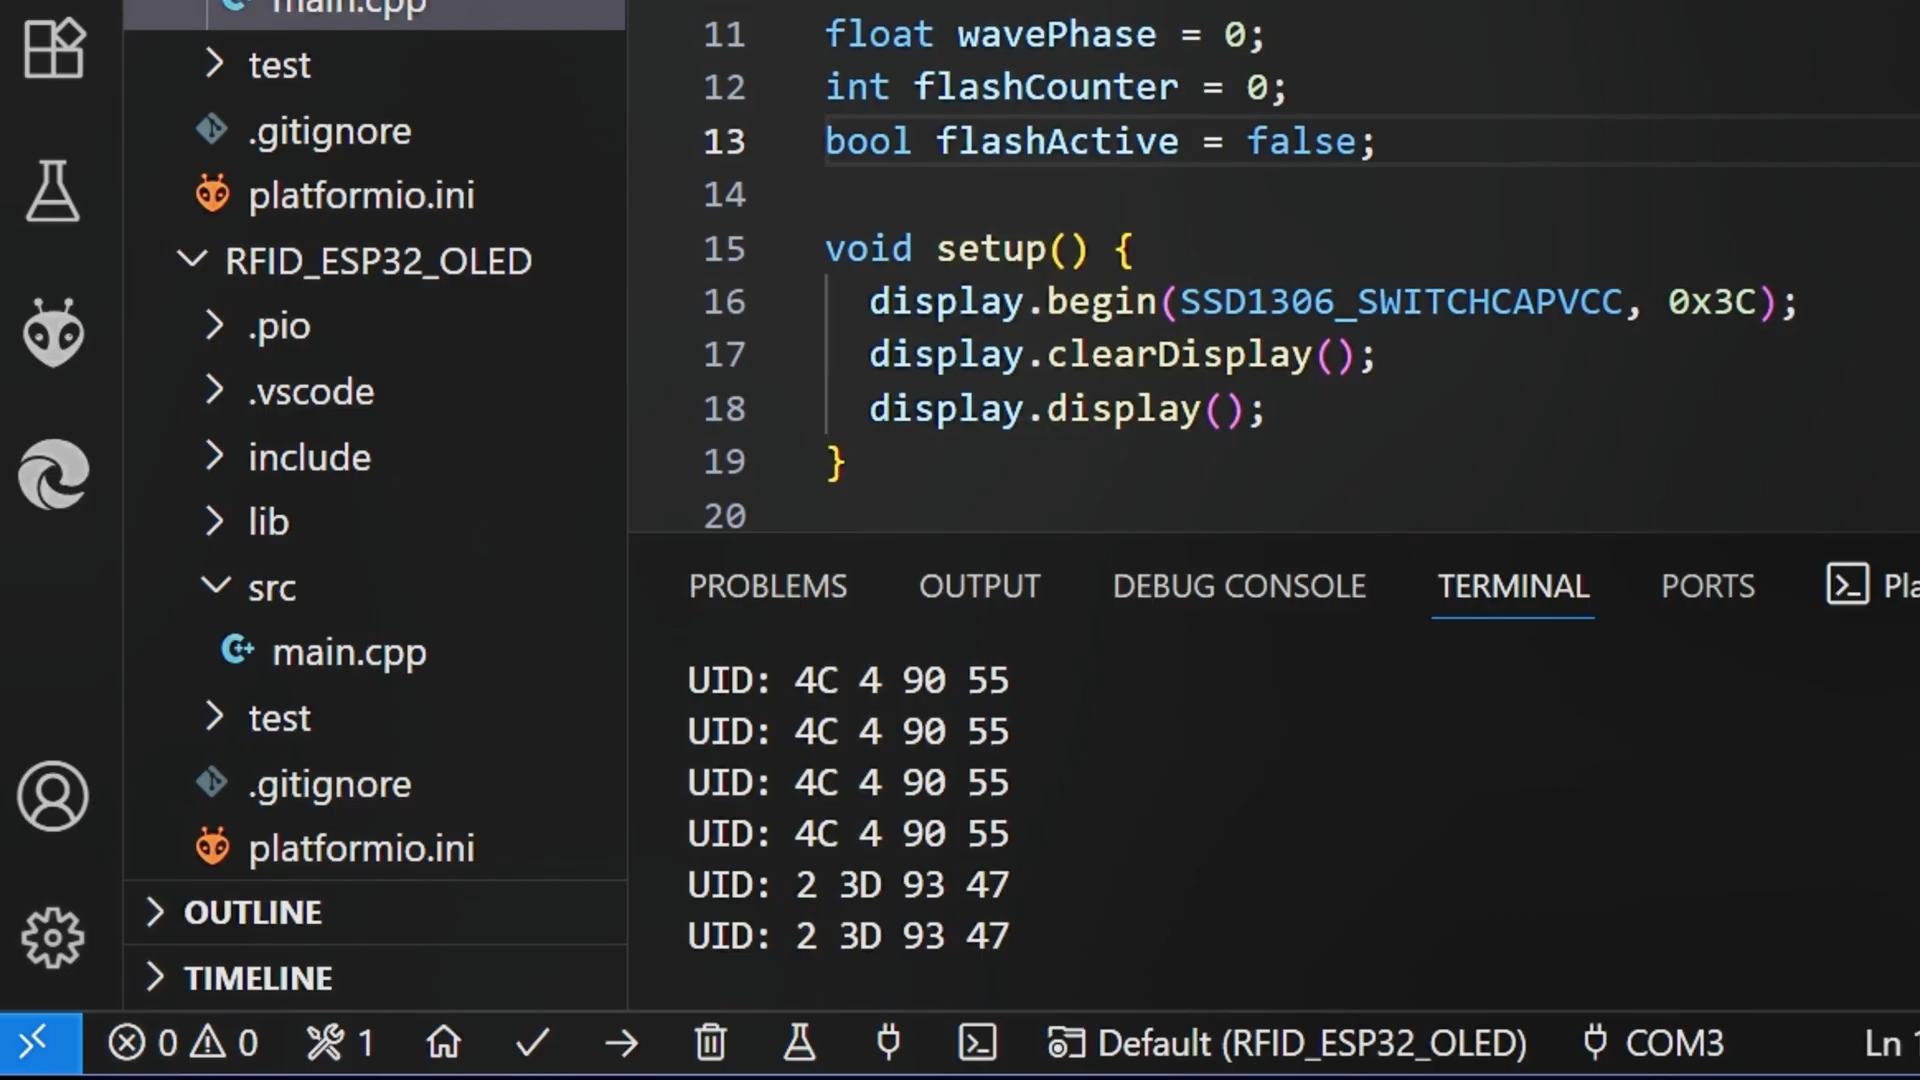 main.cpp
test
.gitignore
platformio.ini
RFID_ESP32_OLED
.pio
.vscode
include
lib
src
main.cpp
test
.gitignore
platformio.ini
OUTLINE
TIMELINE
11 float wavePhase = 0;
12 int flashCounter = 0;
13 bool flashActive = false;
14
15 void setup() {
16 display.begin(SSD1306_SWITCHCAPVCC, 0x3C);
17 display.clearDisplay();
18 display.display();
19 }
20
PROBLEMS OUTPUT DEBUG CONSOLE TERMINAL PORTS Pla
UID: 4C 4 90 55
UID: 4C 4 90 55
UID: 4C 4 90 55
UID: 4C 4 90 55
UID: 2 3D 93 47
UID: 2 3D 93 47
0 0 1 Default (RFID_ESP32_OLED) COM3 Ln 1